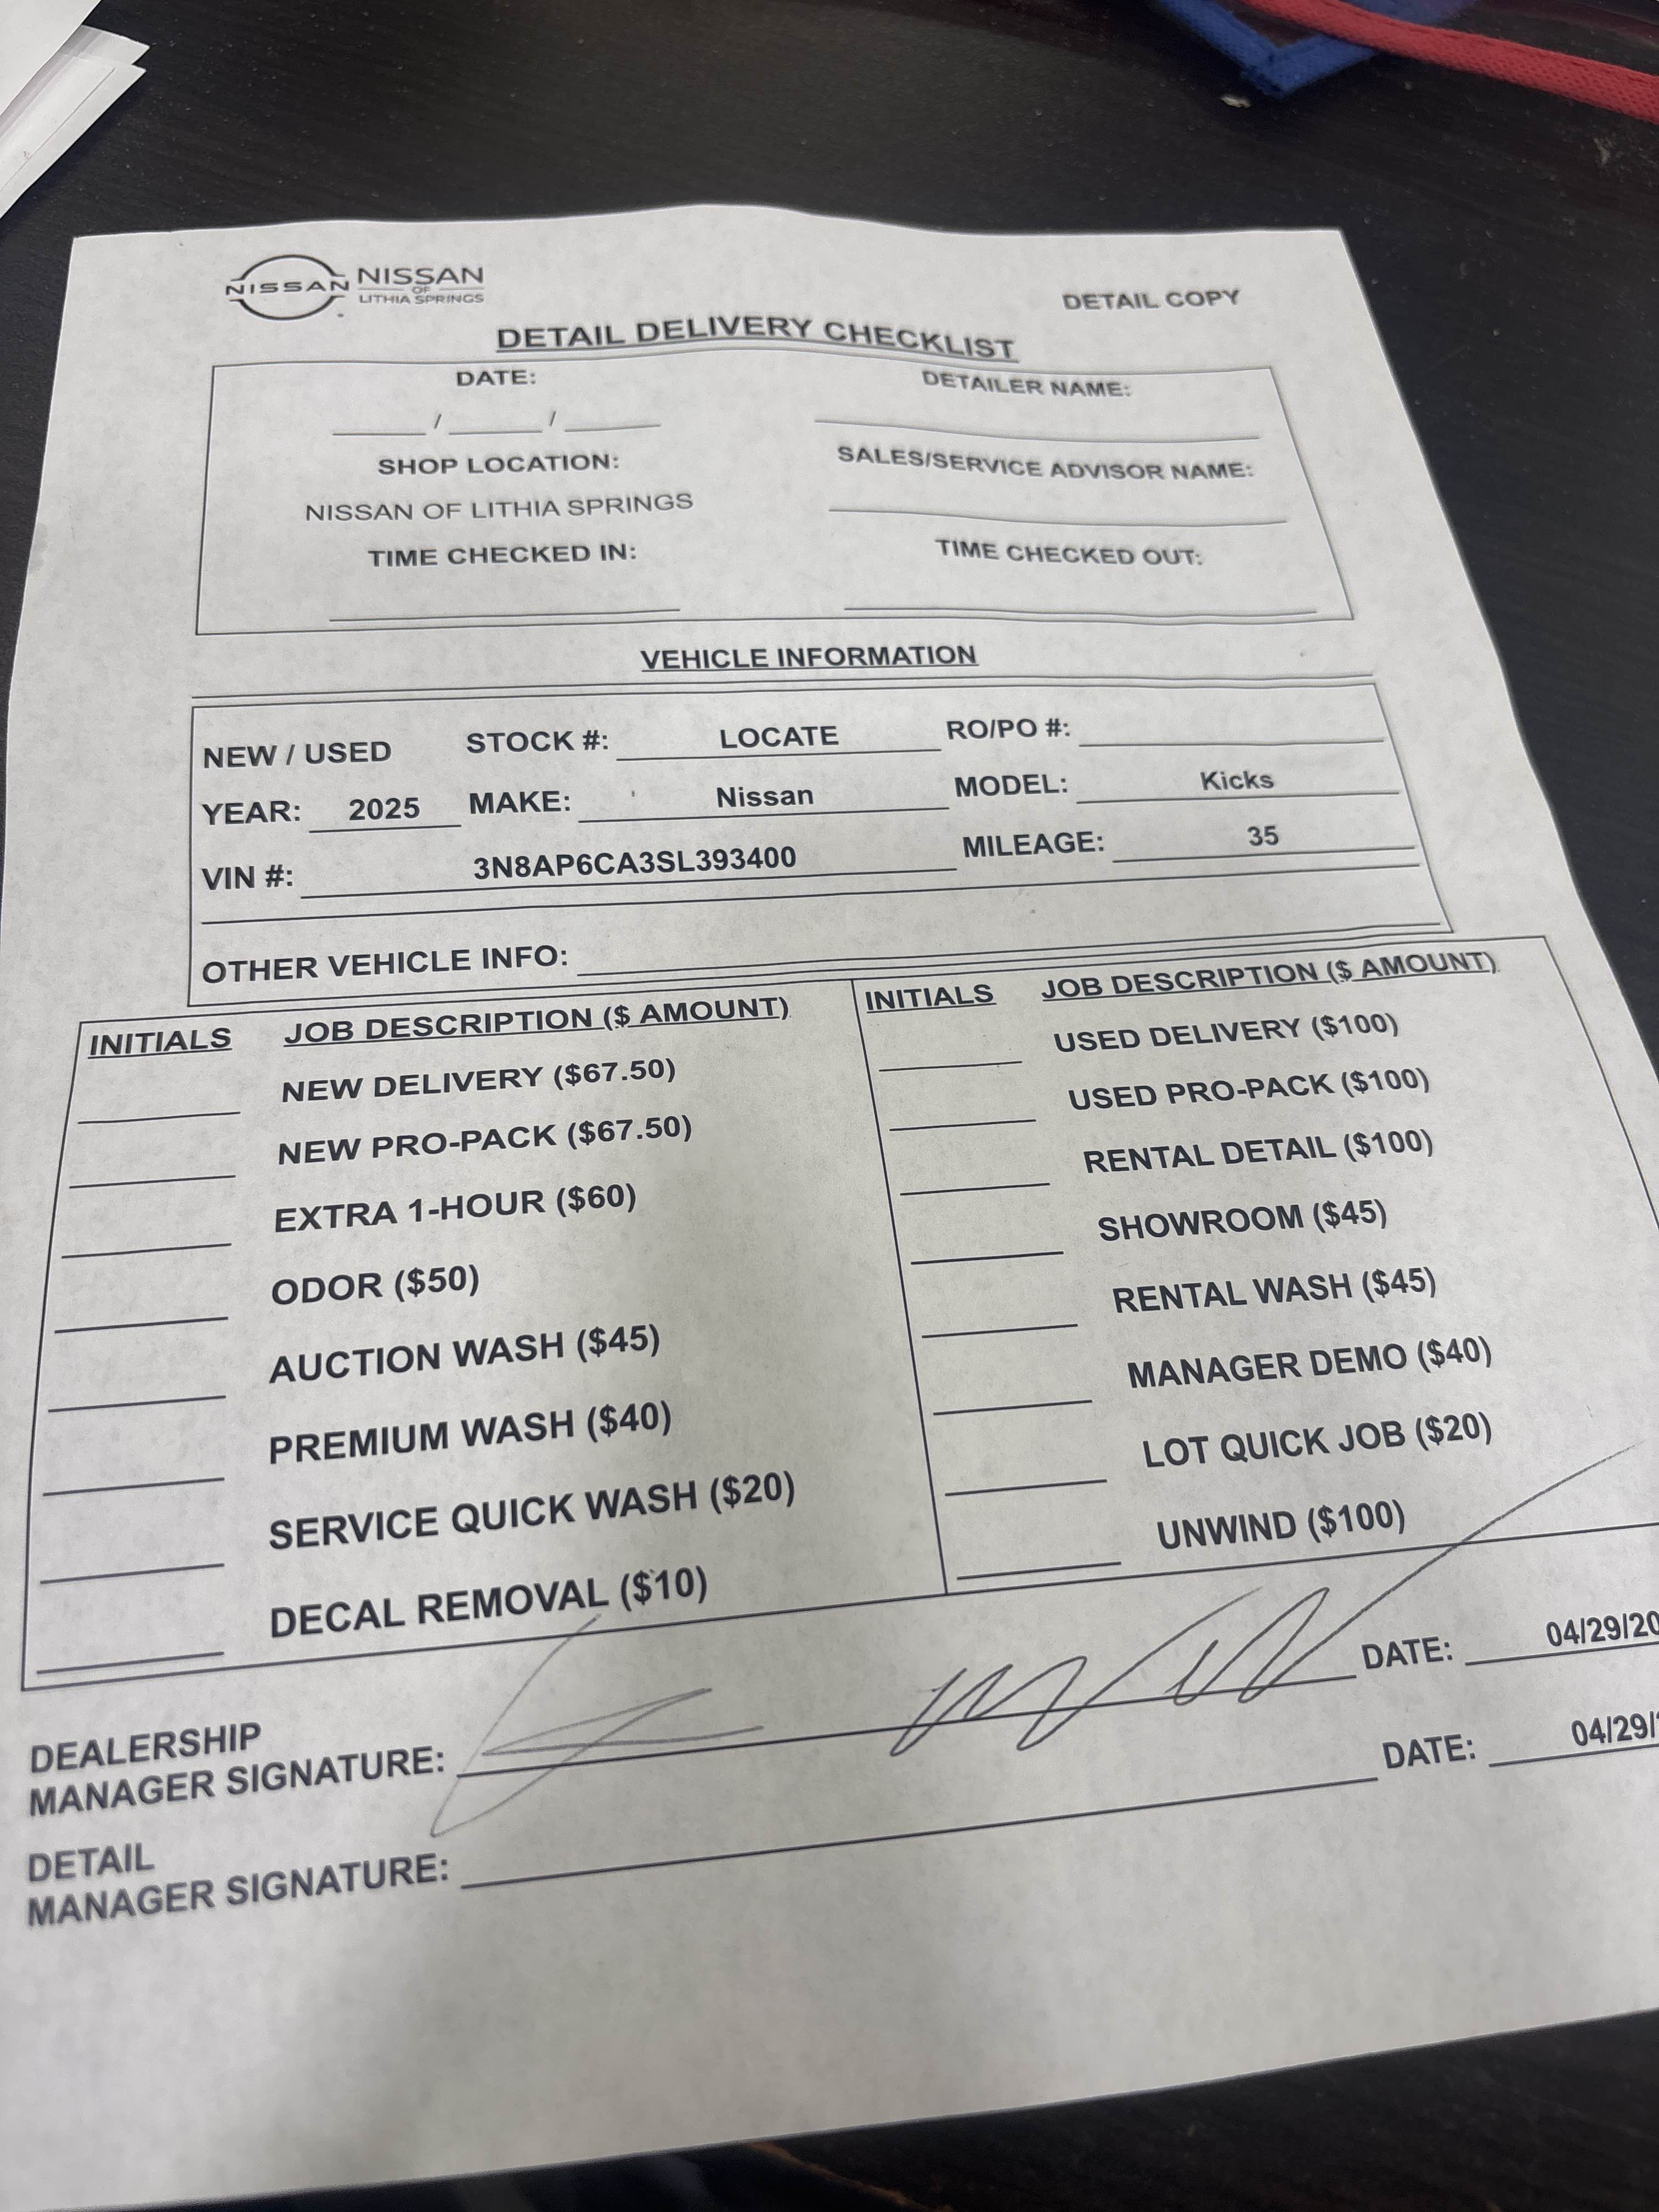 NISSAN NISSAN
OF
LITHIA SPRINGS
DETAIL COPY
DETAIL DELIVERY CHECKLIST
DATE: DETAILER NAME:
/ /
SHOP LOCATION: SALES/SERVICE ADVISOR NAME:
NISSAN OF LITHIA SPRINGS
TIME CHECKED IN: TIME CHECKED OUT:
VEHICLE INFORMATION
NEW / USED STOCK #: LOCATE RO/PO #:
YEAR: 2025 MAKE: Nissan MODEL: Kicks
VIN #: 3N8AP6CA3SL393400 MILEAGE: 35
OTHER VEHICLE INFO:
INITIALS JOB DESCRIPTION ($ AMOUNT)
NEW DELIVERY ($67.50)
NEW PRO-PACK ($67.50)
EXTRA 1-HOUR ($60)
ODOR ($50)
AUCTION WASH ($45)
PREMIUM WASH ($40)
SERVICE QUICK WASH ($20)
DECAL REMOVAL ($10)
INITIALS JOB DESCRIPTION ($ AMOUNT)
USED DELIVERY ($100)
USED PRO-PACK ($100)
RENTAL DETAIL ($100)
SHOWROOM ($45)
RENTAL WASH ($45)
MANAGER DEMO ($40)
LOT QUICK JOB ($20)
UNWIND ($100)
DEALERSHIP
MANAGER SIGNATURE: DATE: 04/29/20
DETAIL
MANAGER SIGNATURE: DATE: 04/29/